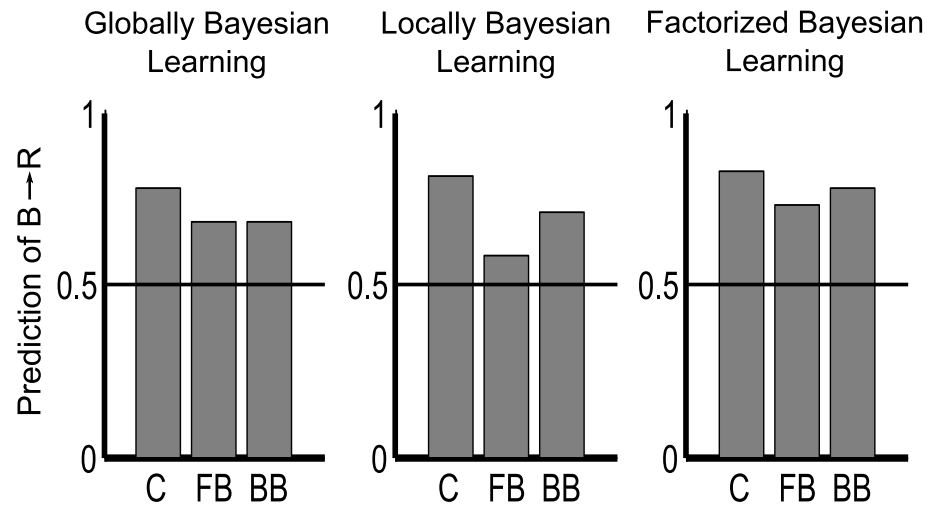 Globally Bayesian
Learning
Locally Bayesian
Learning
Factorized Bayesian
Learning
Prediction of B→R
1
0.5
0
C FB BB
1
0.5
0
C FB BB
1
0.5
0
C FB BB